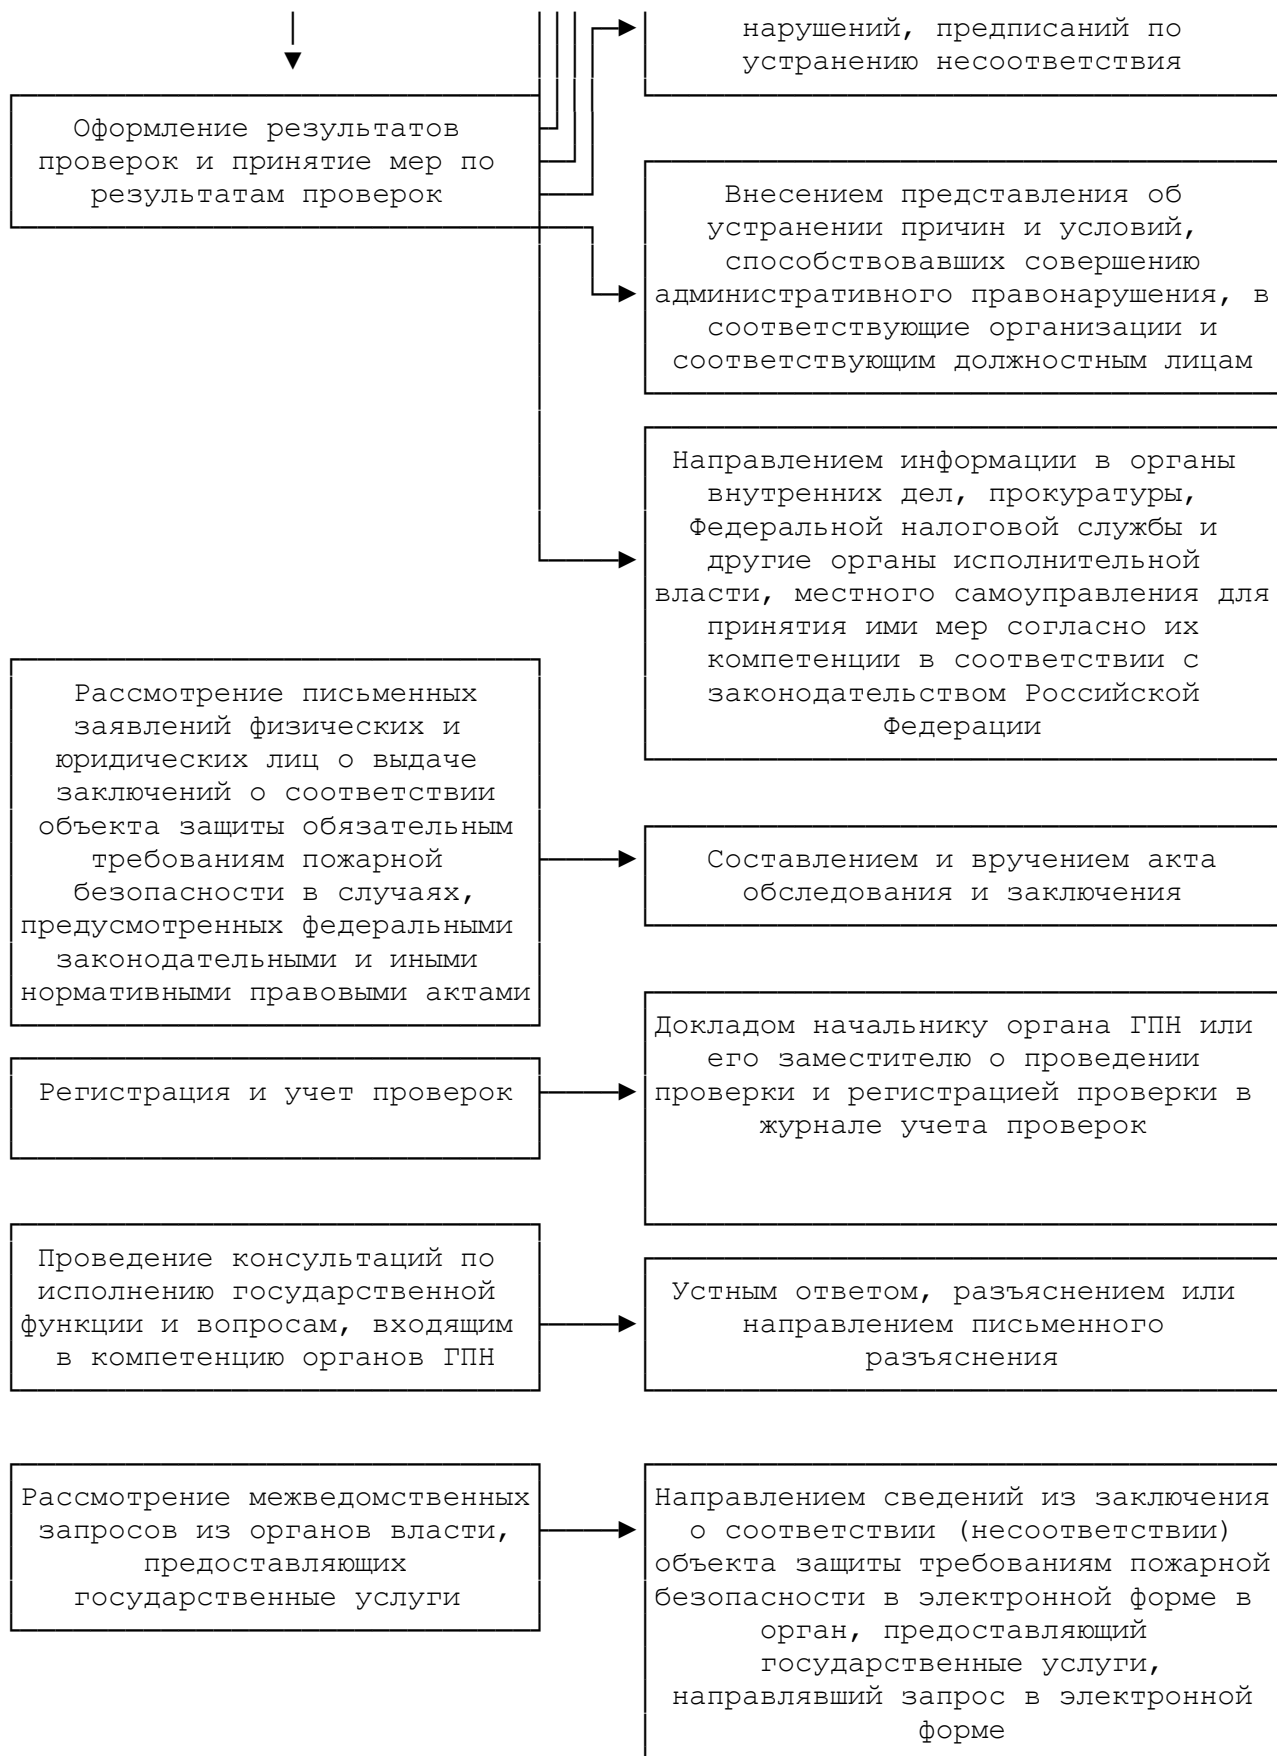 нарушений, предписаний по
устранению несоответствия
Оформление результатов
проверок и принятие мер по
результатам проверок
Внесением представления об
устранении причин и условий,
способствовавших совершению
административного правонарушения, в
соответствующие организации и
соответствующим должностным лицам
Направлением информации в органы
внутренних дел, прокуратуры,
Федеральной налоговой службы и
другие органы исполнительной
власти, местного самоуправления для
принятия ими мер согласно их
компетенции в соответствии с
законодательством Российской
Федерации
Рассмотрение письменных
заявлений физических и
юридических лиц о выдаче
заключений о соответствии
объекта защиты обязательным
требованиям пожарной
безопасности в случаях,
предусмотренных федеральными
законодательными и иными
нормативными правовыми актами
Составлением и вручением акта
обследования и заключения
Регистрация и учет проверок
Докладом начальнику органа ГПН или
его заместителю о проведении
проверки и регистрацией проверки в
журнале учета проверок
Проведение консультаций по
исполнению государственной
функции и вопросам, входящим
в компетенцию органов ГПН
Устным ответом, разъяснением или
направлением письменного
разъяснения
Рассмотрение межведомственных
запросов из органов власти,
предоставляющих
государственные услуги
Направлением сведений из заключения
о соответствии (несоответствии)
объекта защиты требованиям пожарной
безопасности в электронной форме в
орган, предоставляющий
государственные услуги,
направлявший запрос в электронной
форме